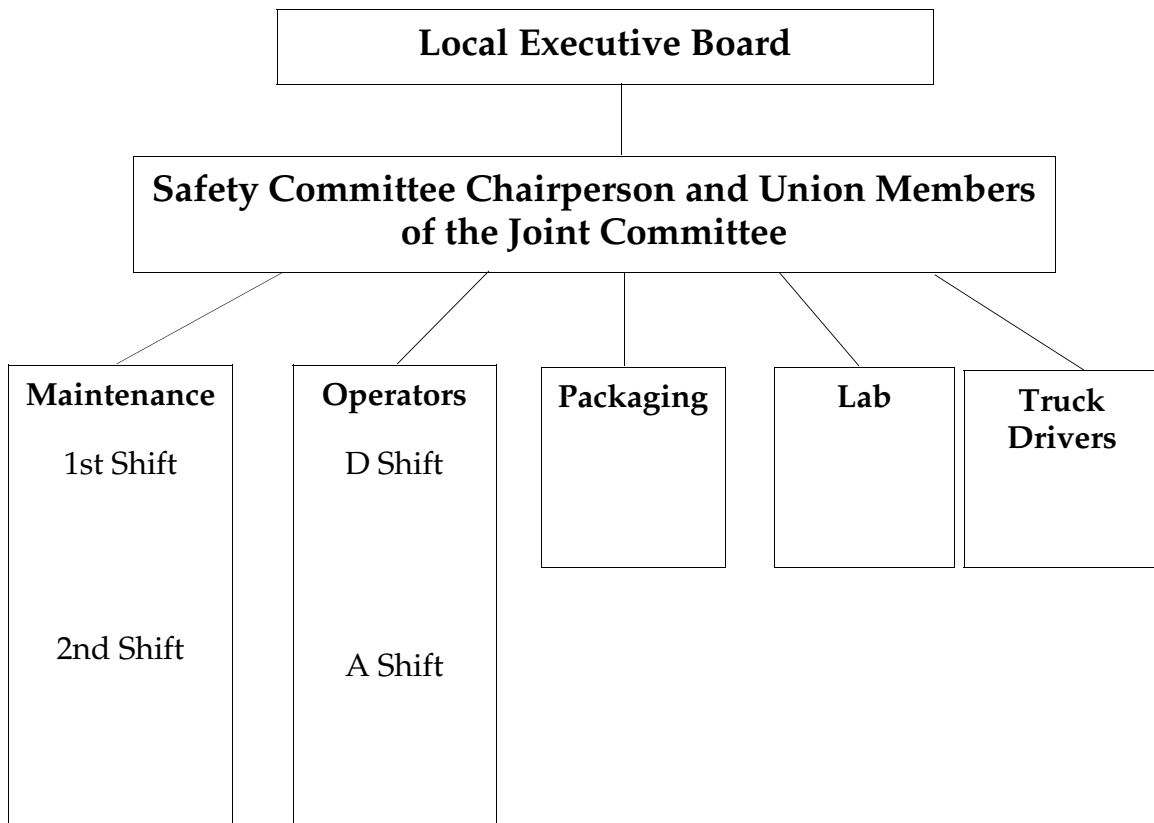 Local Executive Board
Safety Committee Chairperson and Union Members
of the Joint Committee
Maintenance
1st Shift
2nd Shift
Operators
D Shift
A Shift
Packaging
Lab
Truck
Drivers